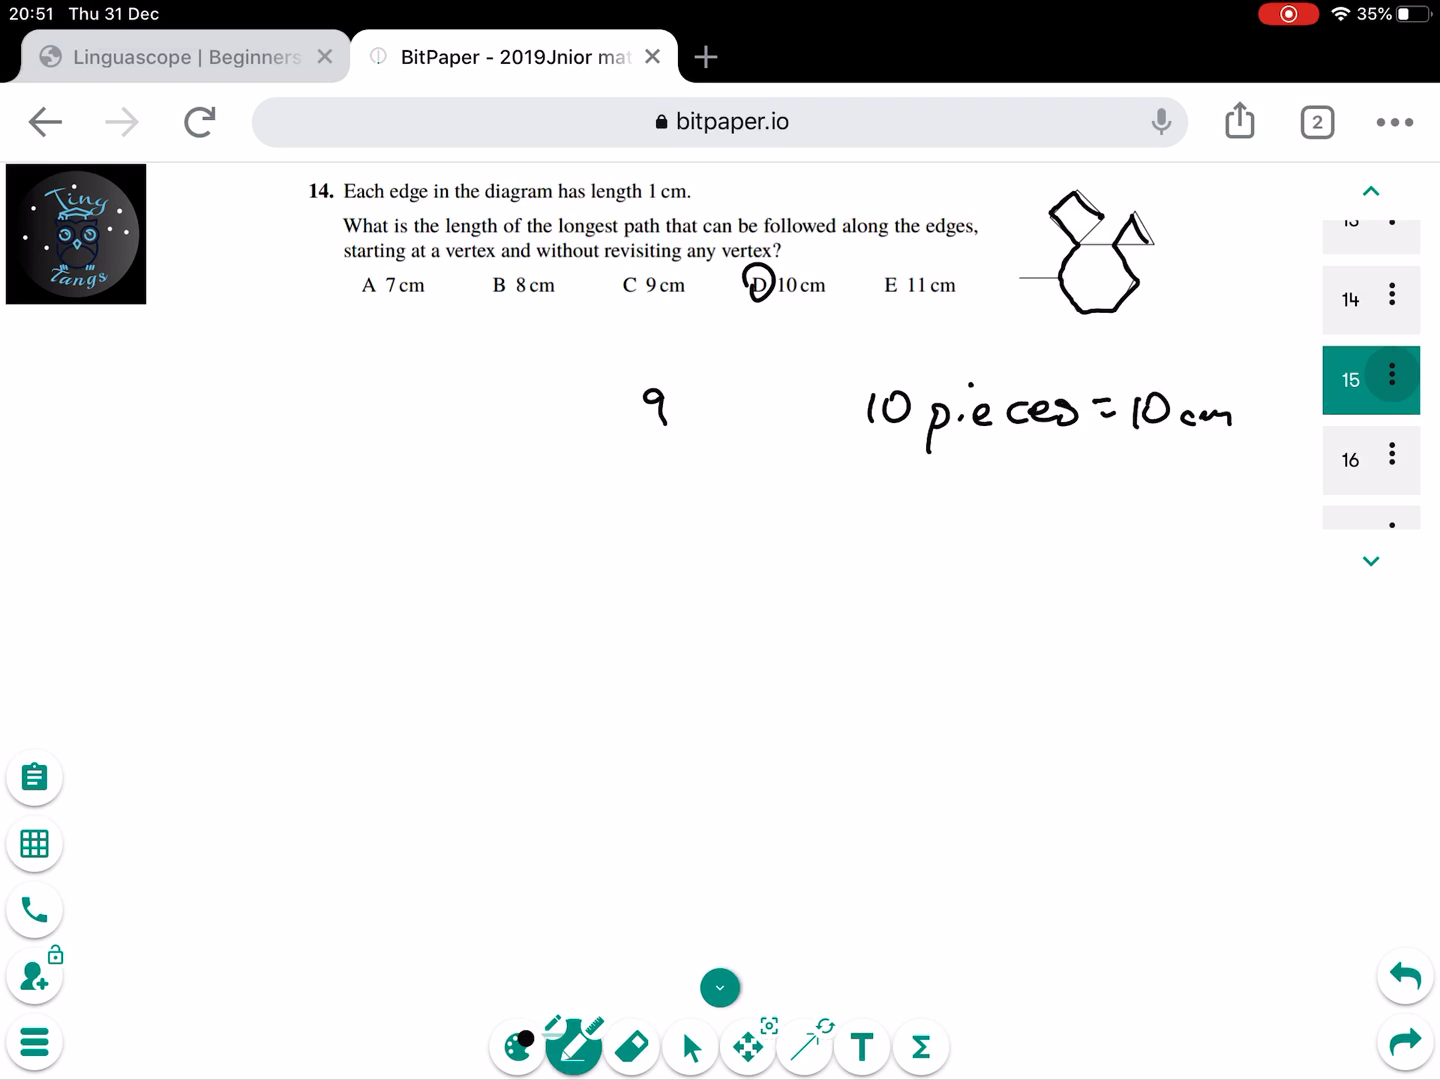 20:51 Thu 31 Dec
35%
Linguascope | Beginners
BitPaper - 2019Jnior mat
bitpaper.io
2
Tiny
Tangs
14. Each edge in the diagram has length 1 cm.
What is the length of the longest path that can be followed along the edges,
starting at a vertex and without revisiting any vertex?
A 7 cm B 8 cm C 9 cm D 10 cm E 11 cm
9
10 pieces = 10 cm
14
15
16
T
Σ